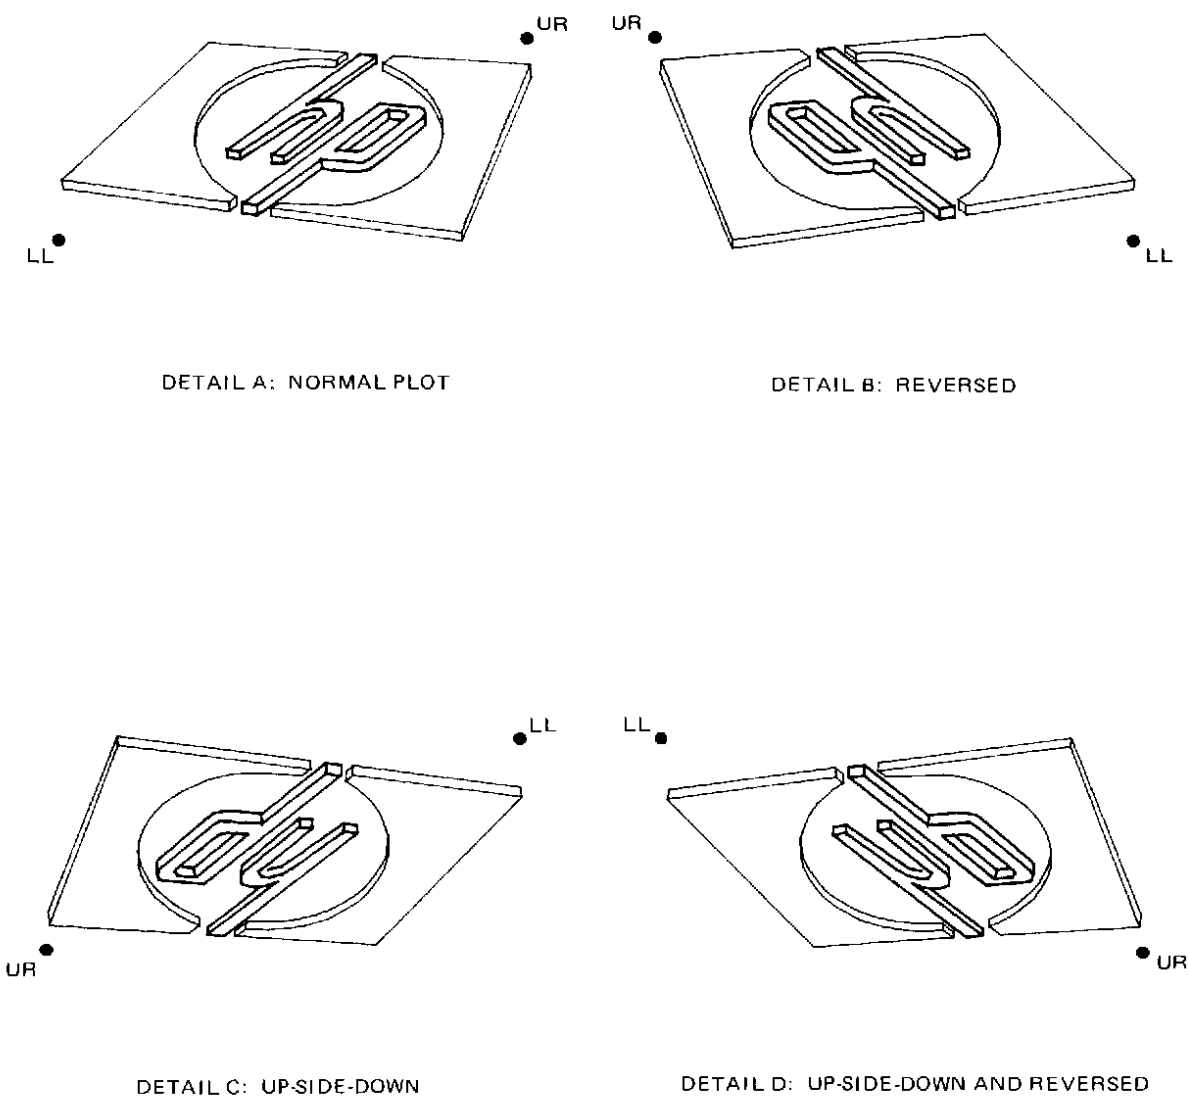 UR
UR
LL
LL
DETAIL A: NORMAL PLOT
DETAIL B: REVERSED
LL
LL
UR
UR
DETAIL C: UP-SIDE-DOWN
DETAIL D: UP-SIDE-DOWN AND REVERSED